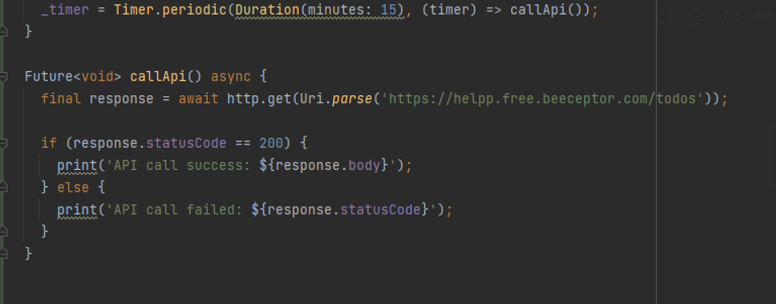 _timer = Timer.periodic(Duration(minutes: 15), (timer) => callApi());
}
Future<void> callApi() async {
final response = await http.get(Uri.parse('https://helpp.free.beeceptor.com/todos'));
if (response.statusCode == 200) {
print('API call success: ${response.body}');
} else {
print('API call failed: ${response.statusCode}');
}
}